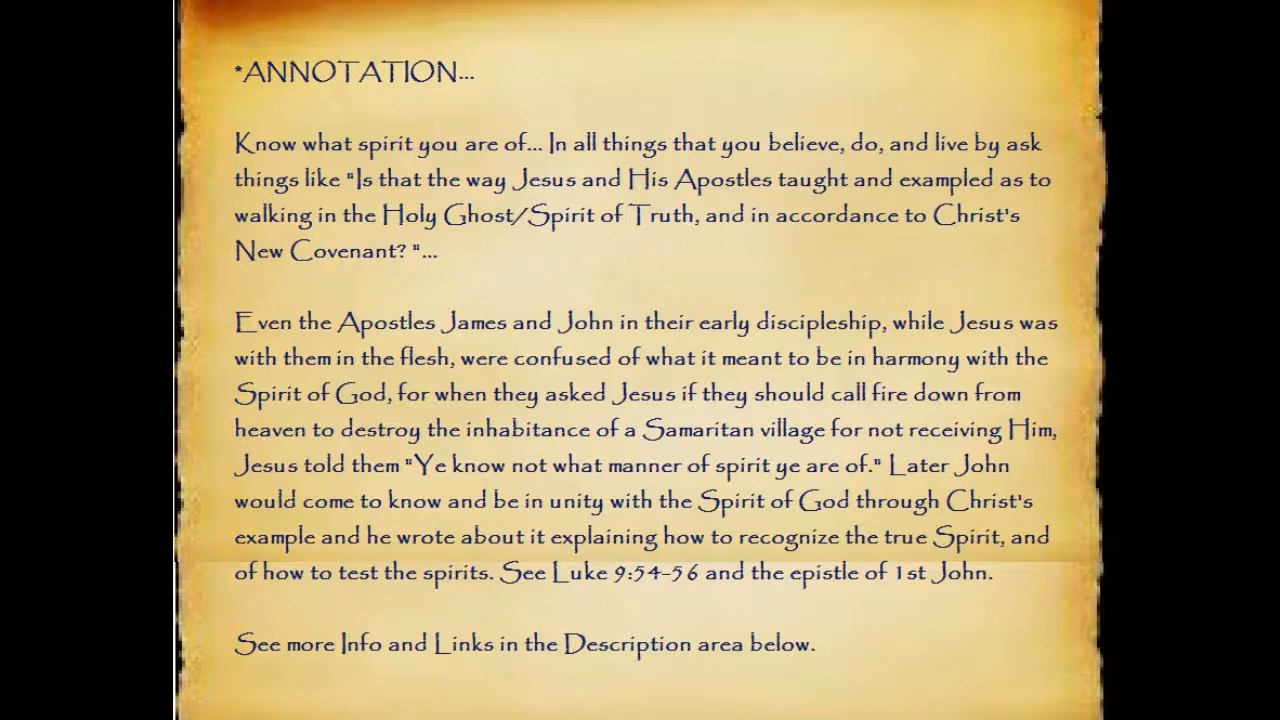 *ANNOTATION...
Know what spirit you are of... In all things that you believe, do, and live by ask
things like "Is that the way Jesus and His Apostles taught and exampled as to
walking in the Holy Ghost/Spirit of Truth, and in accordance to Christ's
New Covenant? "...
Even the Apostles James and John in their early discipleship, while Jesus was
with them in the flesh, were confused of what it meant to be in harmony with the
Spirit of God, for when they asked Jesus if they should call fire down from
heaven to destroy the inhabitance of a Samaritan village for not receiving Him,
Jesus told them "Ye know not what manner of spirit ye are of." Later John
would come to know and be in unity with the Spirit of God through Christ's
example and he wrote about it explaining how to recognize the true Spirit, and
of how to test the spirits. See Luke 9:54-56 and the epistle of 1st John.
See more Info and Links in the Description area below.